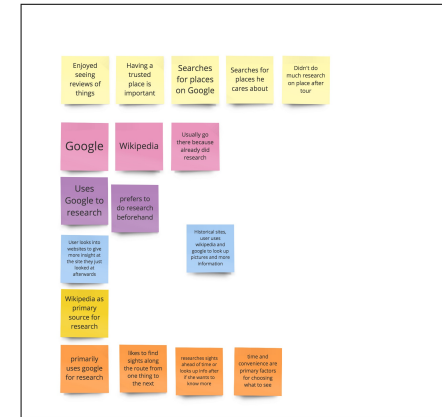 Enjoyed
seeing
reviews of
things
Having a
trusted
place is
important
Searches
for places
on Google
Searches for
places he
cares about
Didn't do
much research
on place after
tour
Google
Wikipedia
Usually go
there because
already did
research
Uses
Google to
research
prefers to
do research
beforehand
User looks into
websites to give
more insight at
the site they just
looked at
afterwards
Historical sites,
user uses
wikipedia and
google to look up
pictures and more
information
Wikipedia as
primary
source for
research
primarily
uses google
for research
likes to find
sights along
the route from
one thing to
the next
researches sights
ahead of time or
looks up info after
if she wants to
know more
time and
convenience are
primary factors
for choosing
what to see